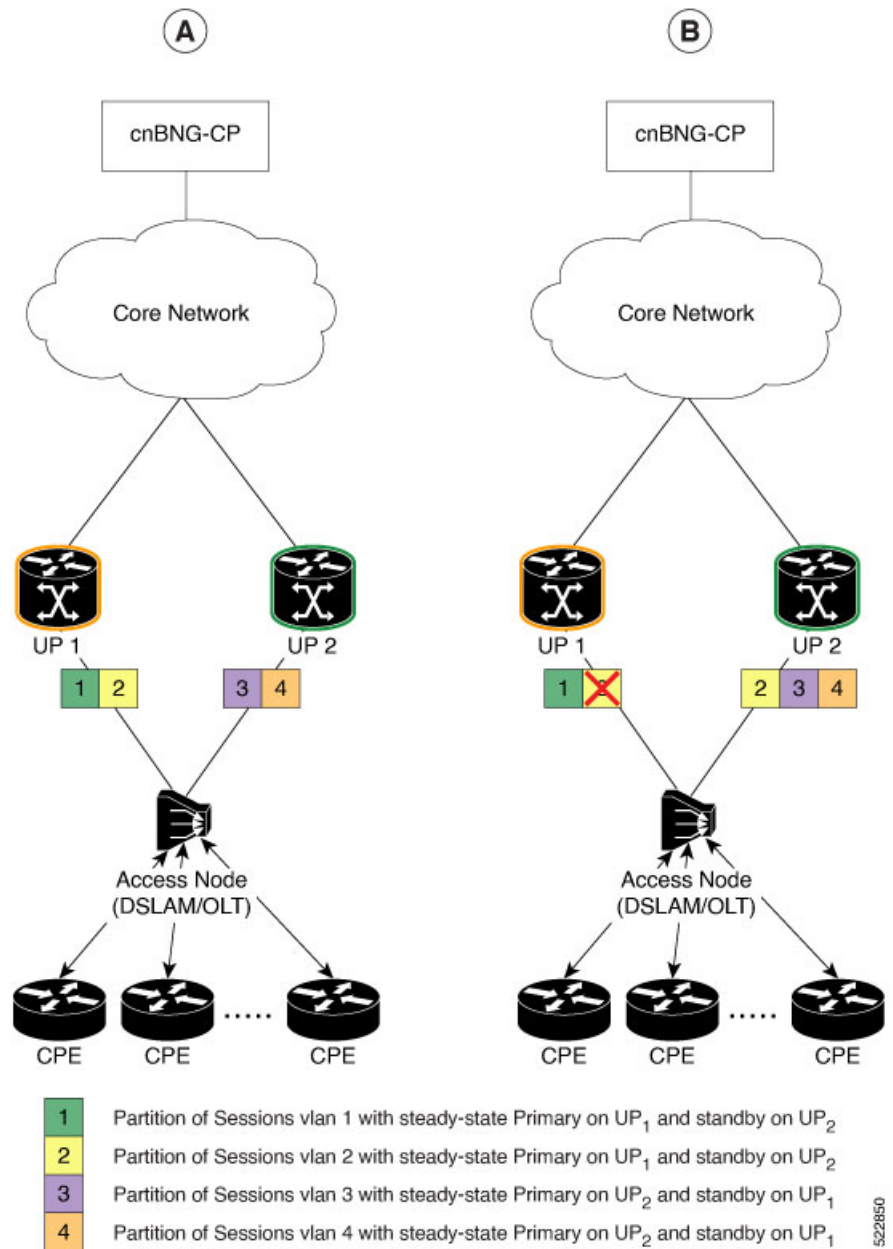 A
B
cnBNG-CP
cnBNG-CP
Core Network
Core Network
UP 1
UP 2
UP 1
UP 2
1 2
3 4
1
2 3 4
Access Node
(DSLAM/OLT)
Access Node
(DSLAM/OLT)
CPE
CPE
.....
CPE
CPE
CPE
.....
CPE
1 Partition of Sessions vlan 1 with steady-state Primary on UP1 and standby on UP2
2 Partition of Sessions vlan 2 with steady-state Primary on UP1 and standby on UP2
3 Partition of Sessions vlan 3 with steady-state Primary on UP2 and standby on UP1
4 Partition of Sessions vlan 4 with steady-state Primary on UP2 and standby on UP1
522850